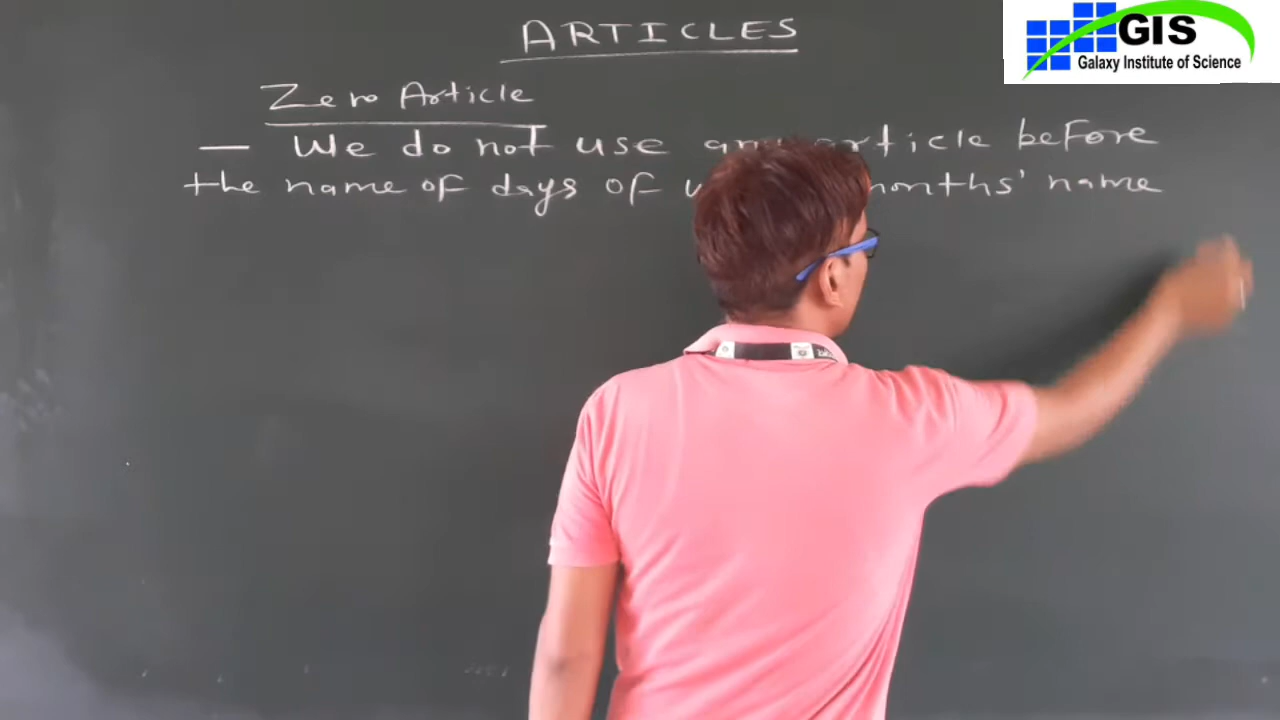 ARTICLES
GIS
Galaxy Institute of Science
Zero Article
— We do not use any article before
the name of days of months' name